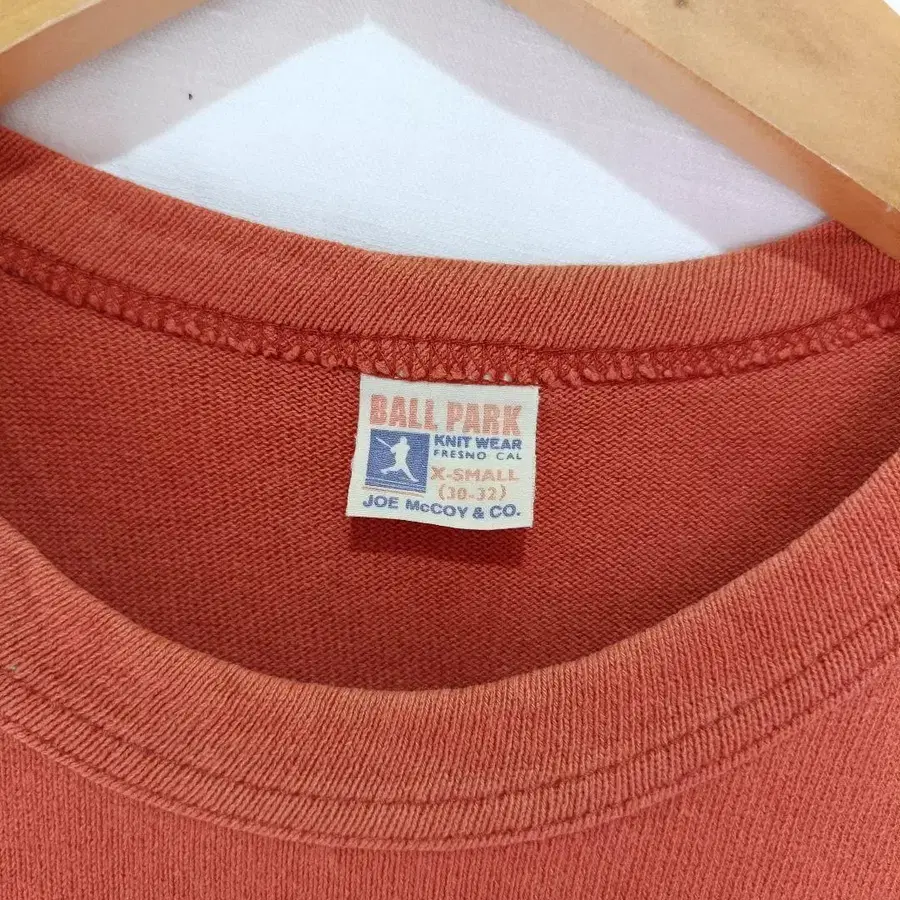 BALL PARK
KNIT WEAR
FRESNO CAL
X-SMALL
(30-32)
JOE McCOY & CO.